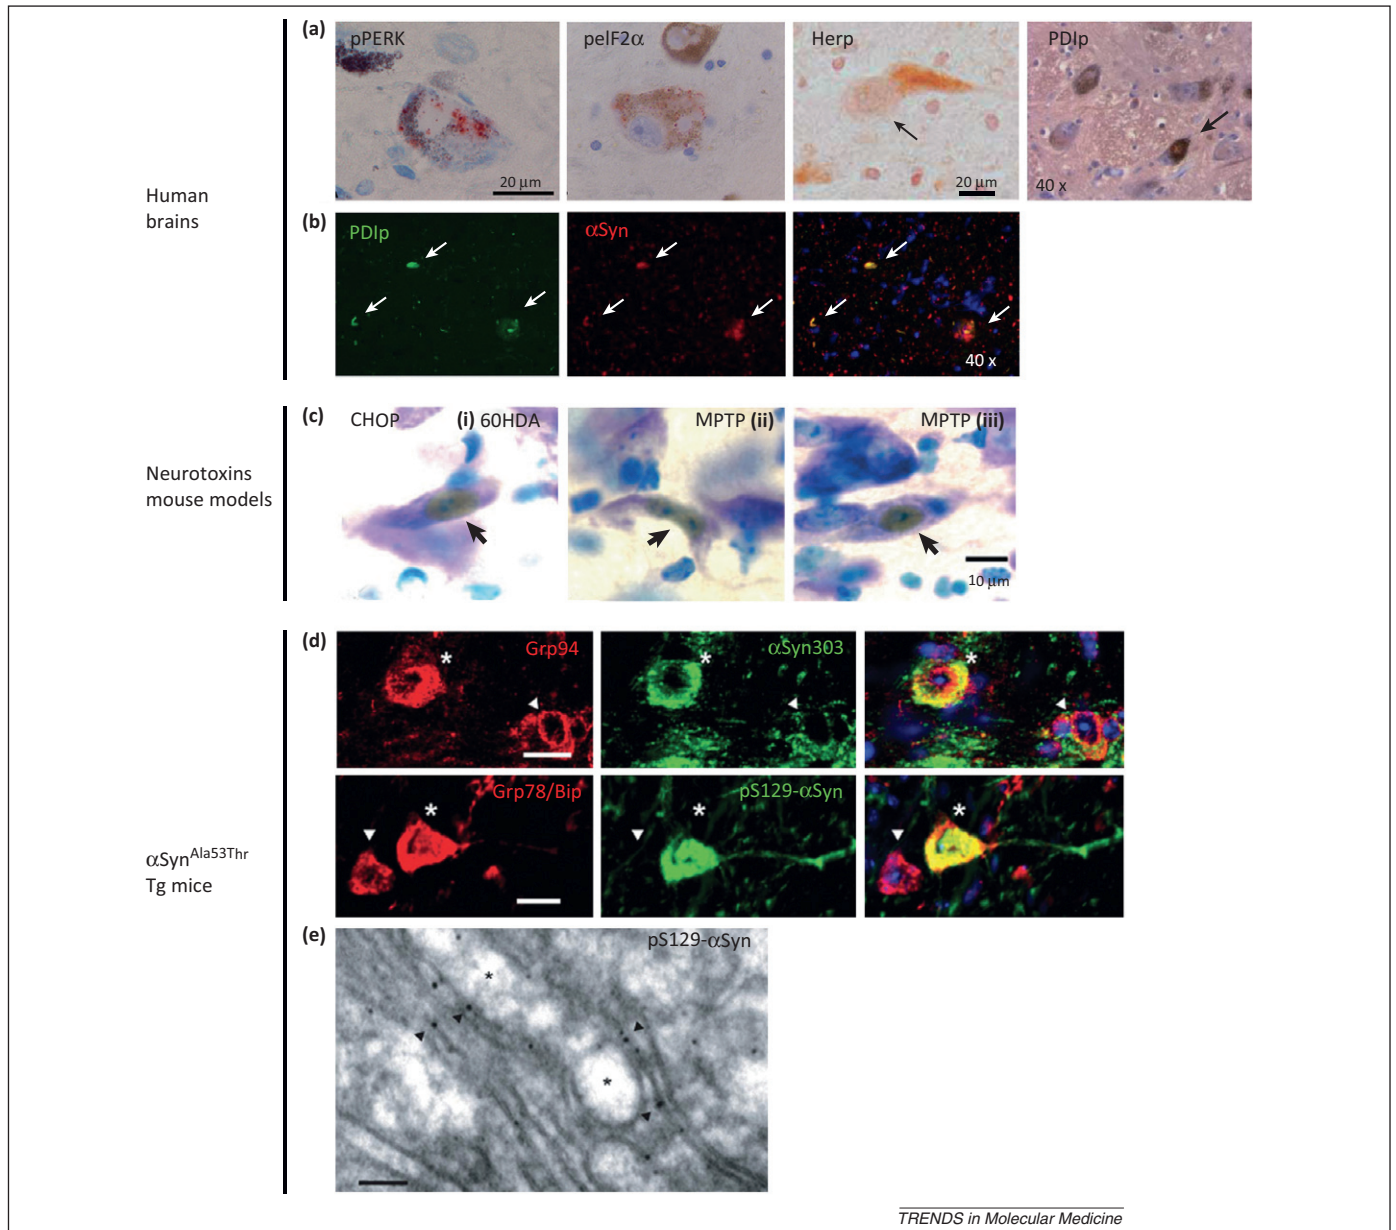 (a)
pPERK
peIF2α
Herp
PDIp
20 μm
20 μm
40 x
Human
brains
(b)
PDIp
αSyn
40 x
(c)
CHOP
(i) 6OHDA
MPTP (ii)
MPTP (iii)
Neurotoxins
mouse models
10 μm
(d)
Grp94
αSyn303
Grp78/Bip
pS129-αSyn
αSynAla53Thr
Tg mice
(e)
pS129-αSyn
TRENDS in Molecular Medicine